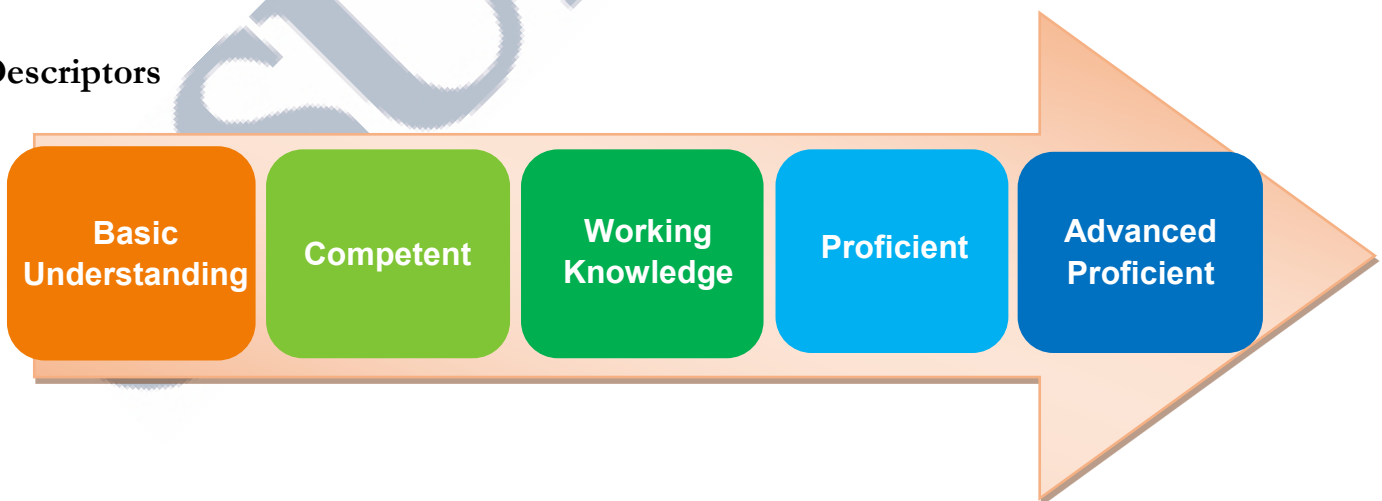 Descriptors
Basic
Understanding
Competent
Working
Knowledge
Proficient
Advanced
Proficient